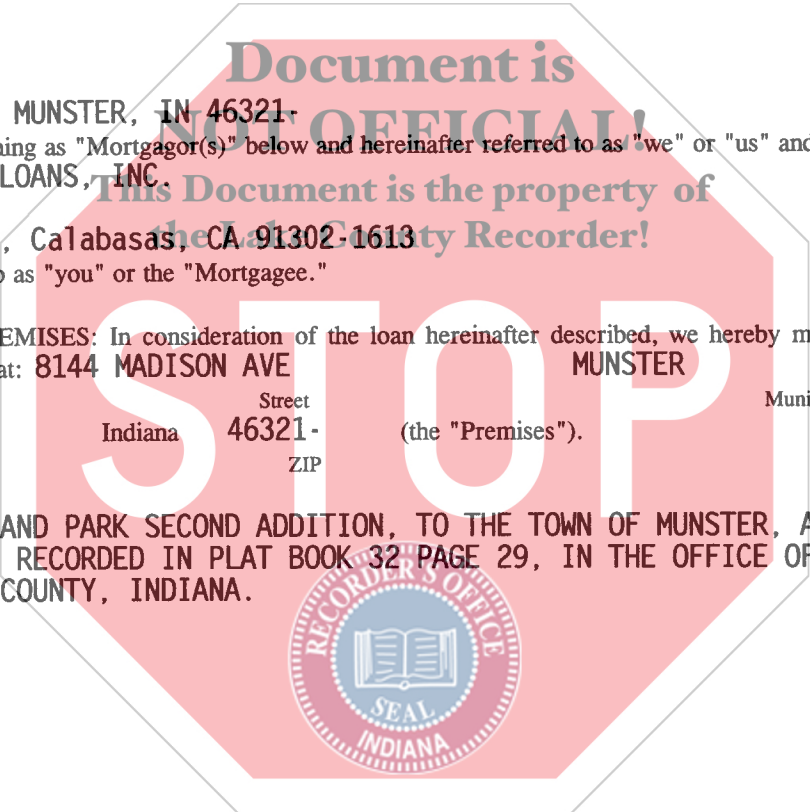 Document is
MUNSTER, IN 46321-
NOT OFFICIAL!
ning as "Mortgagor(s)" below and hereinafter referred to as "we" or "us" and
LOANS, INC.
This Document is the property of
, Calabasas, CA 91302-1613
the Lake County Recorder!
o as "you" or the "Mortgagee."
EMISES: In consideration of the loan hereinafter described, we hereby m
at: 8144 MADISON AVE MUNSTER
Street Muni
Indiana 46321- (the "Premises").
ZIP
STOP
AND PARK SECOND ADDITION, TO THE TOWN OF MUNSTER, A
RECORDED IN PLAT BOOK 32 PAGE 29, IN THE OFFICE OF
COUNTY, INDIANA.
RECORDER'S OFFICE
SEAL
INDIANA